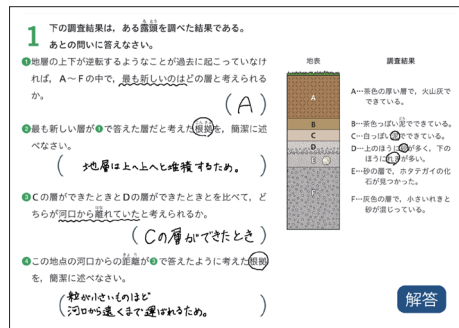 1 下の調査結果は，ある露頭を調べた結果である。
あとの問いに答えなさい。
❶地層の上下が逆転するようなことが過去に起こっていなけ
れば，A～Fの中で，最も新しいのはどの層と考えられる
か。
(A)
❷最も新しい層が❶で答えた層だと考えた根拠を，簡潔に述
べなさい。
(地層は上へ上へと堆積するため。)
❸Cの層ができたときとDの層ができたときとを比べて，ど
ちらが河口から離れていたと考えられるか。
(Cの層ができたとき)
❹この地点の河口からの距離が❸で答えたように考えた根拠
を，簡潔に述べなさい。
(粒が小さいものほど
河口から遠くまで運ばれるため。)
地表
A
B
C
D
E
F
調査結果
A…茶色の厚い層で，火山灰で
できている。
B…茶色っぽい泥でできている。
C…白っぽい泥でできている。
D…上のほうに砂が多く，下の
ほうにれきが多い。
E…砂の層で，ホタテガイの化
石が見つかった。
F…灰色の層で，小さいれきと
砂が混じっている。
解答